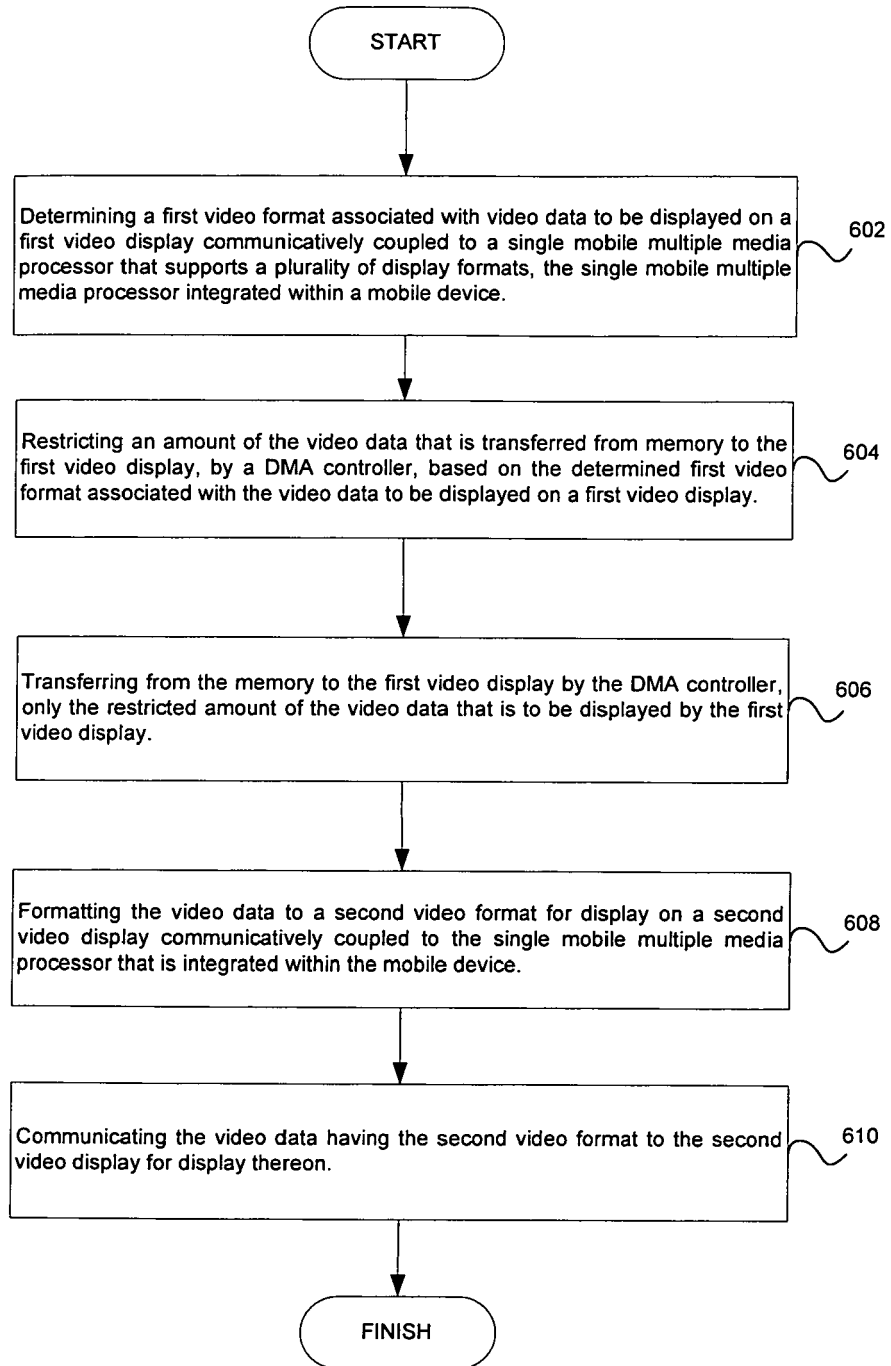 START
Determining a first video format associated with video data to be displayed on a
first video display communicatively coupled to a single mobile multiple media
processor that supports a plurality of display formats, the single mobile multiple
media processor integrated within a mobile device.
602
Restricting an amount of the video data that is transferred from memory to the
first video display, by a DMA controller, based on the determined first video
format associated with the video data to be displayed on a first video display.
604
Transferring from the memory to the first video display by the DMA controller,
only the restricted amount of the video data that is to be displayed by the first
video display.
606
Formatting the video data to a second video format for display on a second
video display communicatively coupled to the single mobile multiple media
processor that is integrated within the mobile device.
608
Communicating the video data having the second video format to the second
video display for display thereon.
610
FINISH